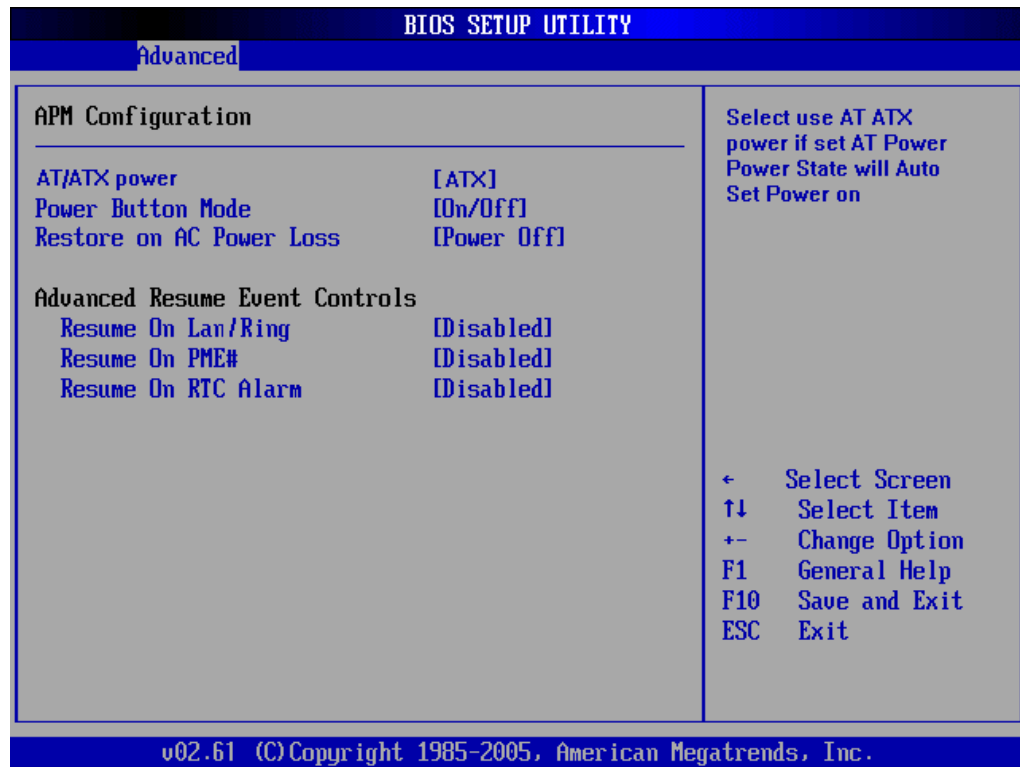 BIOS SETUP UTILITY
Advanced
APM Configuration
AT/ATX power [ATX]
Power Button Mode [On/Off]
Restore on AC Power Loss [Power Off]
Advanced Resume Event Controls
Resume On Lan/Ring [Disabled]
Resume On PME# [Disabled]
Resume On RTC Alarm [Disabled]
Select use AT ATX
power if set AT Power
Power State will Auto
Set Power on
← Select Screen
↑↓ Select Item
+- Change Option
F1 General Help
F10 Save and Exit
ESC Exit
v02.61 (C)Copyright 1985-2005, American Megatrends, Inc.